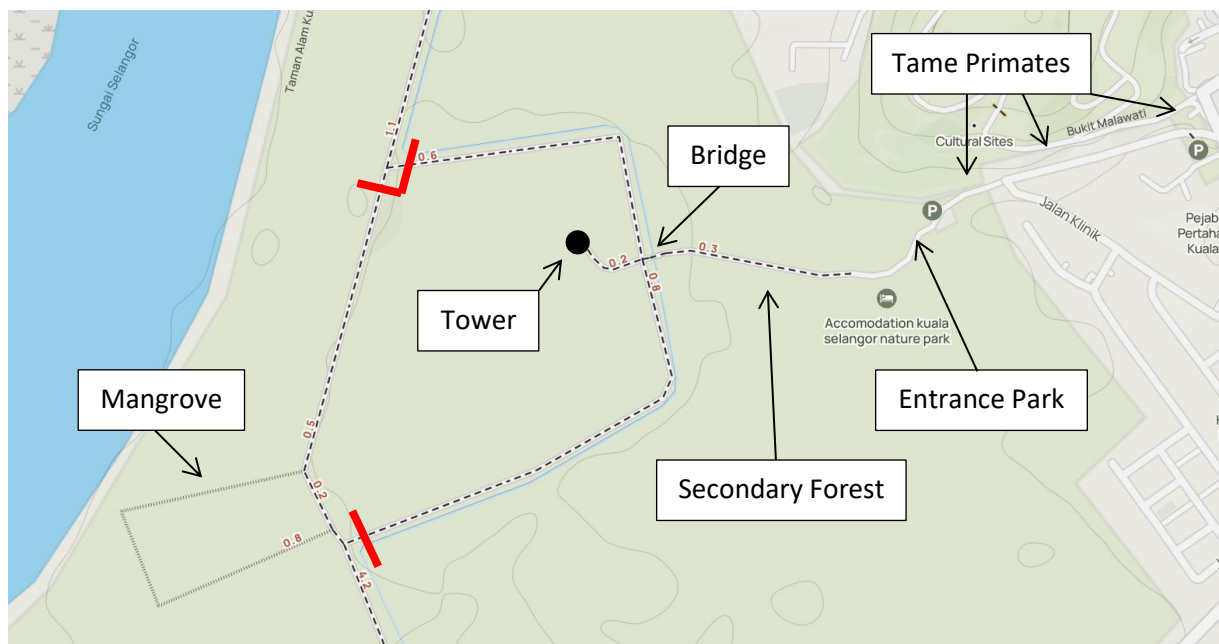 Sungai Selangor
Taman Alam Ku
1.1
0.6
Bridge
Tame Primates
Bukit Malawati
Cultural Sites
P
P
Jalan Klinik
Pejab
Pertaha
Kuala
0.2
0.3
0.8
Tower
Accomodation kuala
selangor nature park
Entrance Park
Mangrove
0.5
0.2
0.8
4.2
Secondary Forest
K